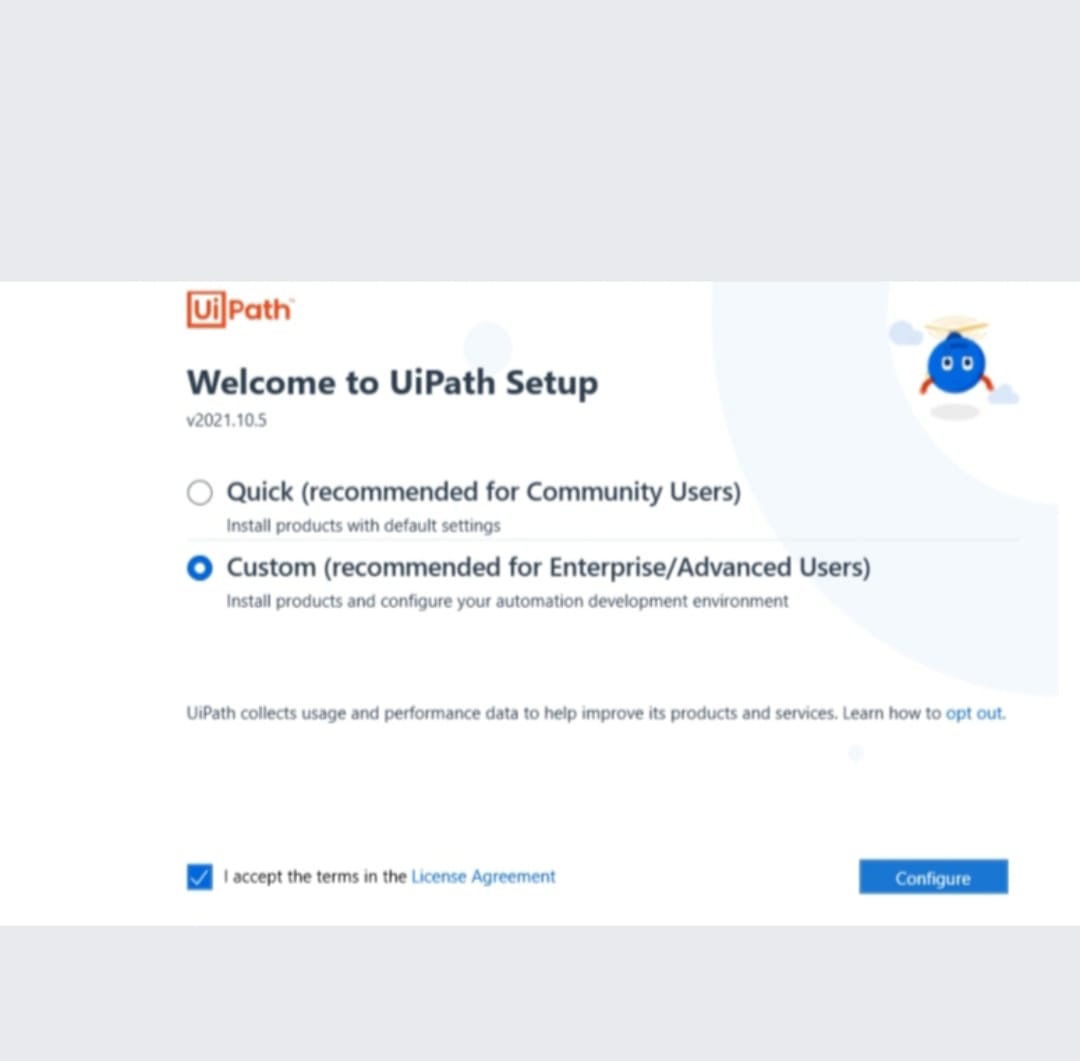 UiPath™
Welcome to UiPath Setup
v2021.10.5
Quick (recommended for Community Users)
Install products with default settings
Custom (recommended for Enterprise/Advanced Users)
Install products and configure your automation development environment
UiPath collects usage and performance data to help improve its products and services. Learn how to opt out.
I accept the terms in the License Agreement
Configure